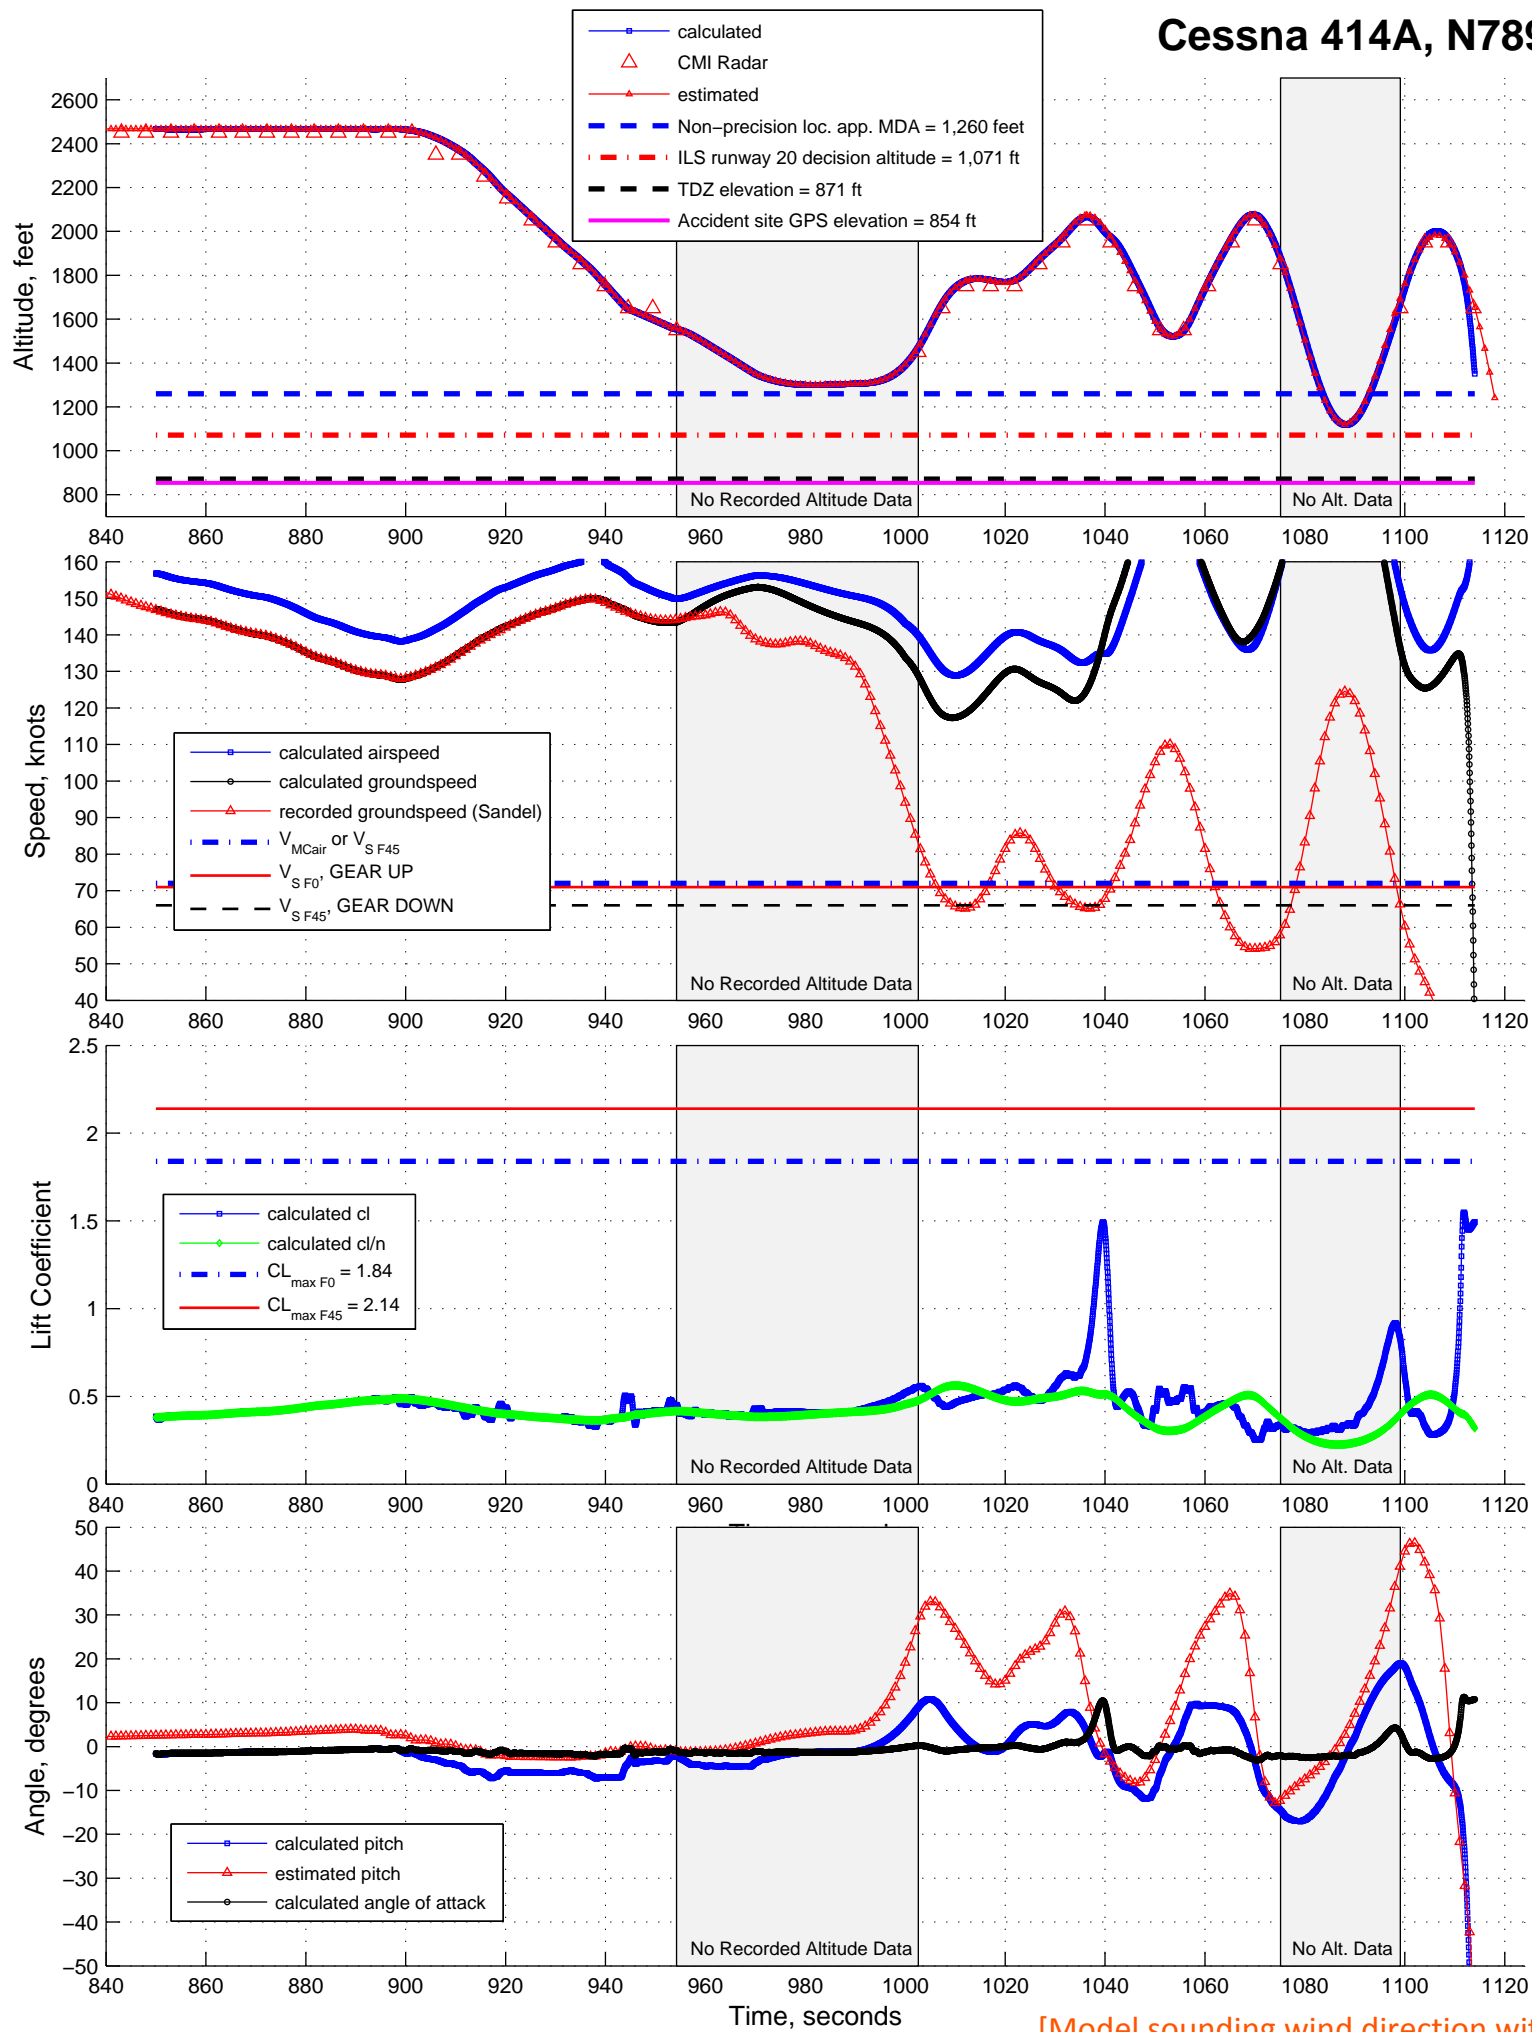 Cessna 414A, N789
calculated
CMI Radar
estimated
Non−precision loc. app. MDA = 1,260 feet
ILS runway 20 decision altitude = 1,071 ft
TDZ elevation = 871 ft
Accident site GPS elevation = 854 ft
Altitude, feet
2600
2400
2200
2000
1800
1600
1400
1200
1000
800
No Recorded Altitude Data
No Alt. Data
840 860 880 900 920 940 960 980 1000 1020 1040 1060 1080 1100 1120
Speed, knots
160
150
140
130
120
110
100
90
80
70
60
50
40
calculated airspeed
calculated groundspeed
recorded groundspeed (Sandel)
VMCair or VS F45
VS F0, GEAR UP
VS F45, GEAR DOWN
No Recorded Altitude Data
No Alt. Data
840 860 880 900 920 940 960 980 1000 1020 1040 1060 1080 1100 1120
Lift Coefficient
2.5
2
1.5
1
0.5
0
calculated cl
calculated cl/n
CLmax F0 = 1.84
CLmax F45 = 2.14
No Recorded Altitude Data
No Alt. Data
840 860 880 900 920 940 960 980 1000 1020 1040 1060 1080 1100 1120
Angle, degrees
50
40
30
20
10
0
−10
−20
−30
−40
−50
calculated pitch
estimated pitch
calculated angle of attack
No Recorded Altitude Data
No Alt. Data
840 860 880 900 920 940 960 980 1000 1020 1040 1060 1080 1100 1120
Time, seconds
[Model sounding wind direction wit